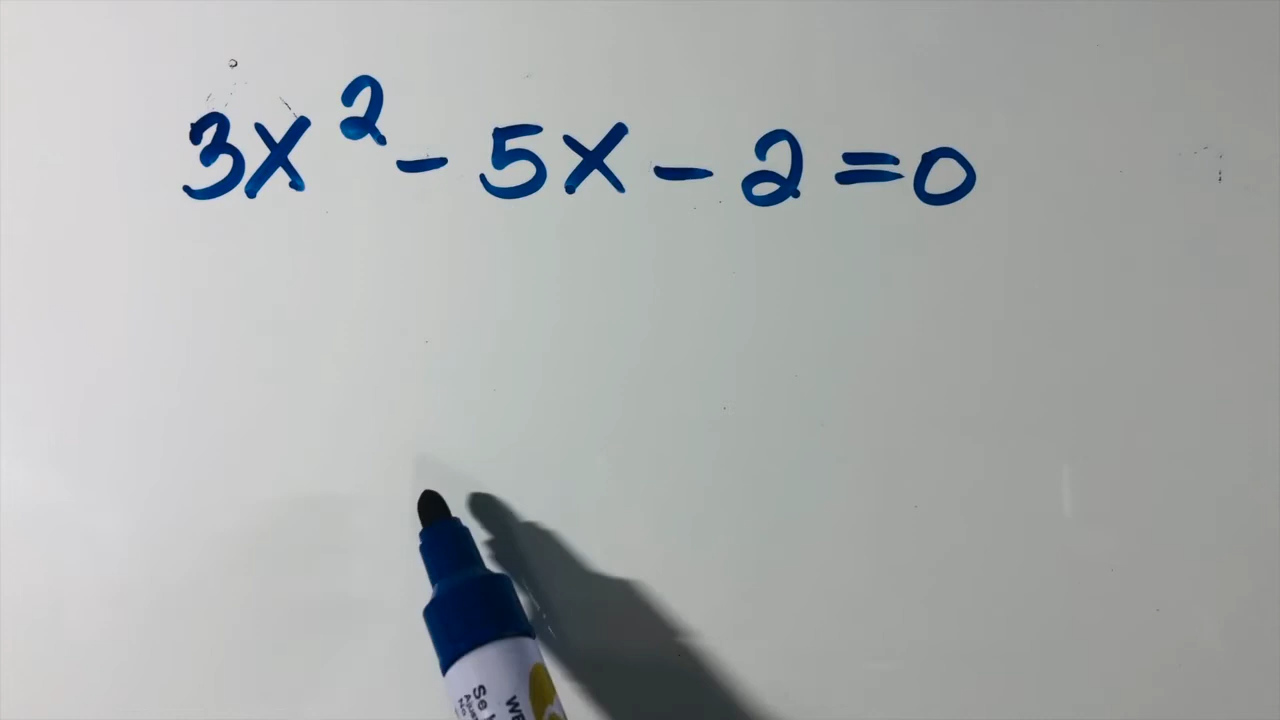 3x² - 5x - 2 = 0